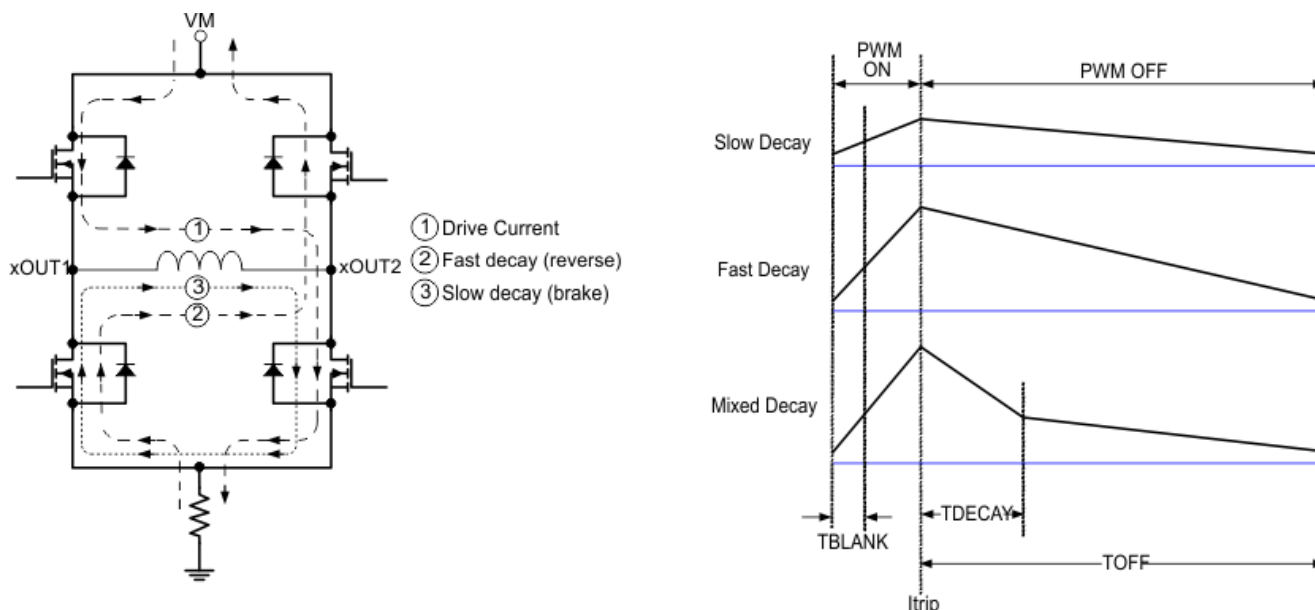 VM
xOUT1
xOUT2
1
3
2
① Drive Current
② Fast decay (reverse)
③ Slow decay (brake)
PWM
ON
PWM OFF
Slow Decay
Fast Decay
Mixed Decay
TBLANK
TDECAY
TOFF
Itrip